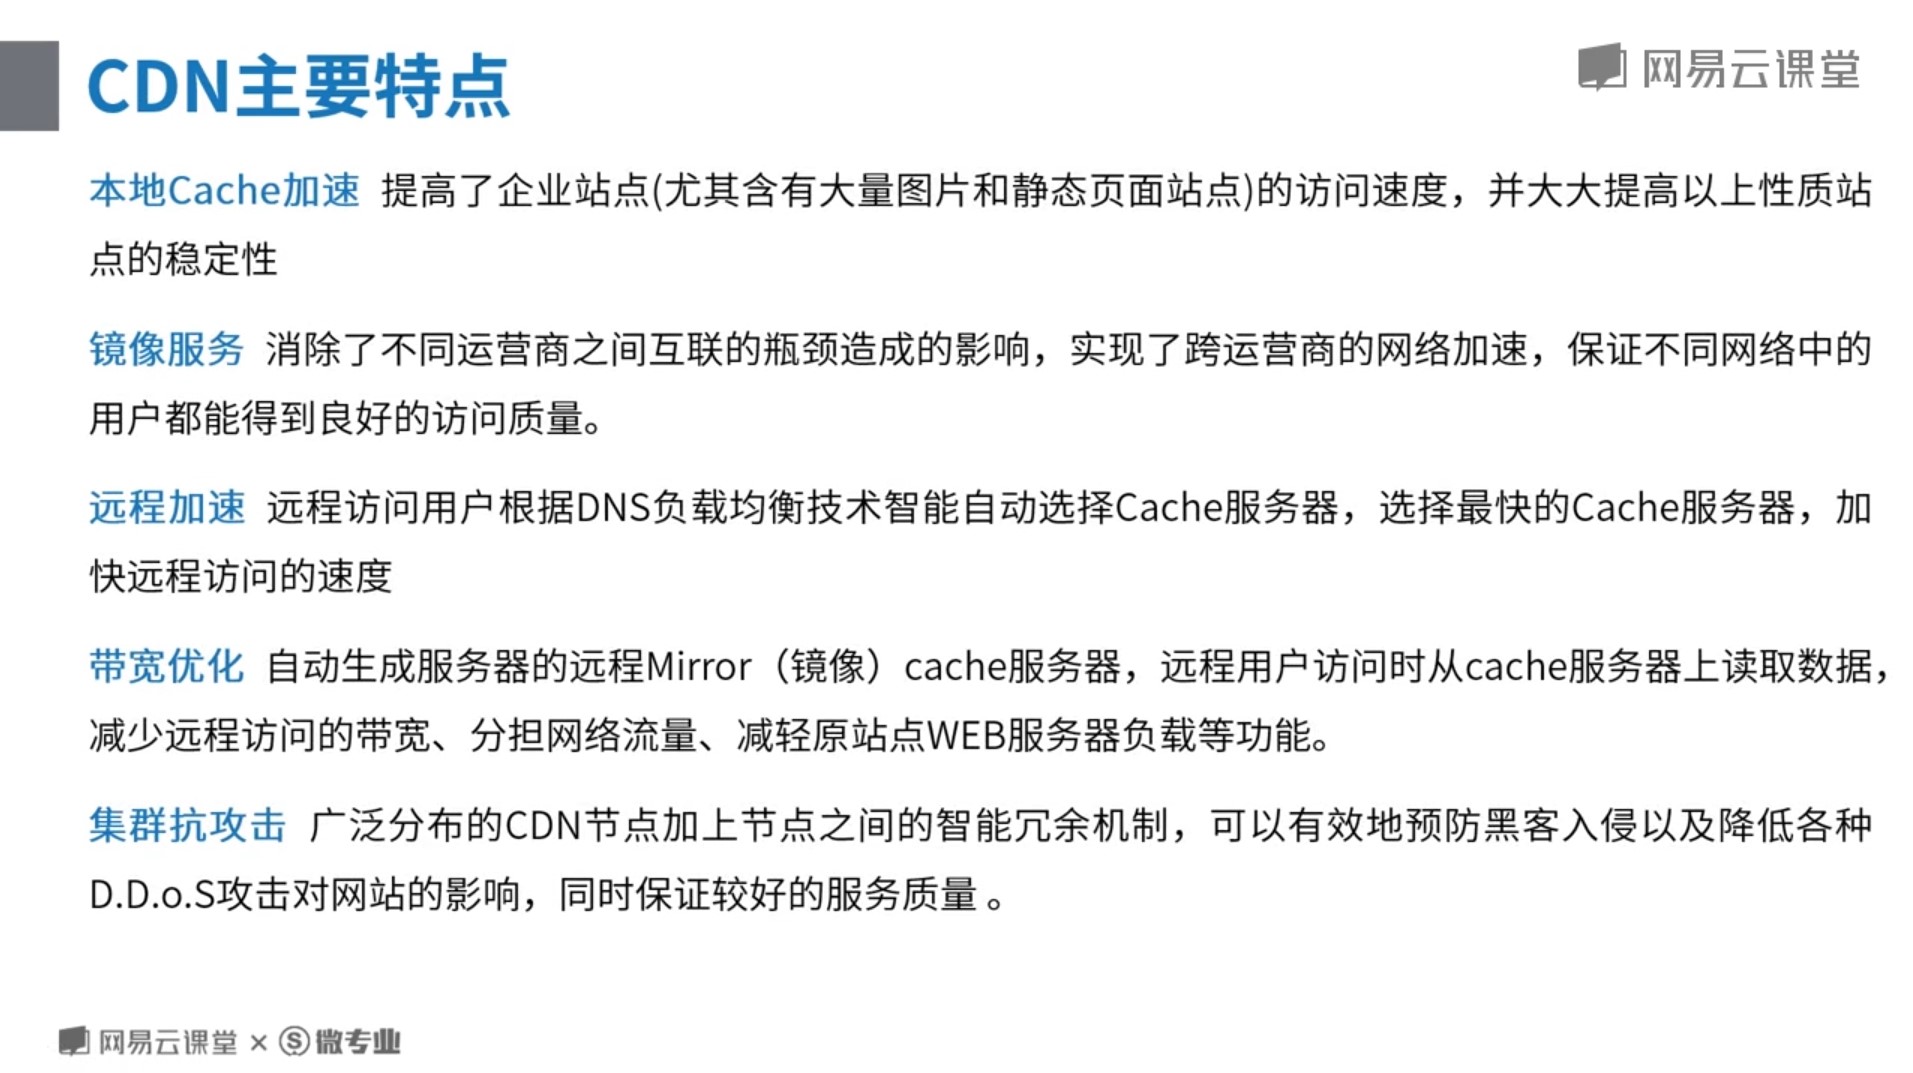 CDN主要特点
网易云课堂
本地Cache加速 提高了企业站点(尤其含有大量图片和静态页面站点)的访问速度，并大大提高以上性质站
点的稳定性
镜像服务 消除了不同运营商之间互联的瓶颈造成的影响，实现了跨运营商的网络加速，保证不同网络中的
用户都能得到良好的访问质量。
远程加速 远程访问用户根据DNS负载均衡技术智能自动选择Cache服务器，选择最快的Cache服务器，加
快远程访问的速度
带宽优化 自动生成服务器的远程Mirror（镜像）cache服务器，远程用户访问时从cache服务器上读取数据，
减少远程访问的带宽、分担网络流量、减轻原站点WEB服务器负载等功能。
集群抗攻击 广泛分布的CDN节点加上节点之间的智能冗余机制，可以有效地预防黑客入侵以及降低各种
D.D.o.S攻击对网站的影响，同时保证较好的服务质量 。
网易云课堂 × S 微专业